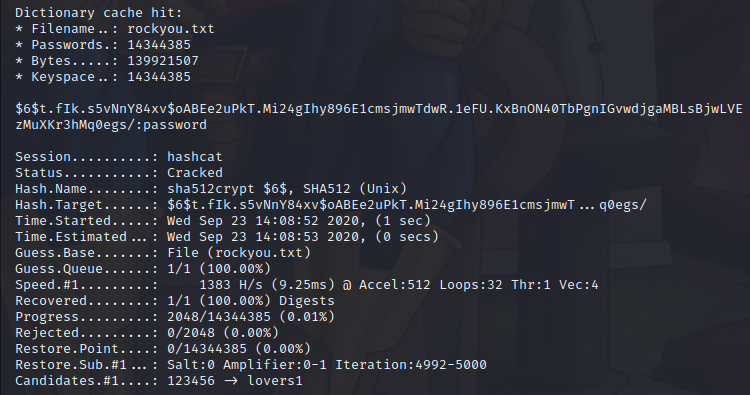 Dictionary cache hit:
* Filename..: rockyou.txt
* Passwords.: 14344385
* Bytes.....: 139921507
* Keyspace..: 14344385
$6$t.fIk.s5vNnY84xv$oABEe2uPkT.Mi24gIhy896E1cmsjmwTdwR.1eFU.KxBnON40TbPgnIGvwdjgaMBLsBjwLVE
zMuXKr3hMq0egs/:password
Session..........: hashcat
Status...........: Cracked
Hash.Name........: sha512crypt $6$, SHA512 (Unix)
Hash.Target......: $6$t.fIk.s5vNnY84xv$oABEe2uPkT.Mi24gIhy896E1cmsjmwT...q0egs/
Time.Started.....: Wed Sep 23 14:08:52 2020, (1 sec)
Time.Estimated...: Wed Sep 23 14:08:53 2020, (0 secs)
Guess.Base.......: File (rockyou.txt)
Guess.Queue......: 1/1 (100.00%)
Speed.#1.........:     1383 H/s (9.25ms) @ Accel:512 Loops:32 Thr:1 Vec:4
Recovered........: 1/1 (100.00%) Digests
Progress.........: 2048/14344385 (0.01%)
Rejected.........: 0/2048 (0.00%)
Restore.Point....: 0/14344385 (0.00%)
Restore.Sub.#1...: Salt:0 Amplifier:0-1 Iteration:4992-5000
Candidates.#1....: 123456 -> lovers1